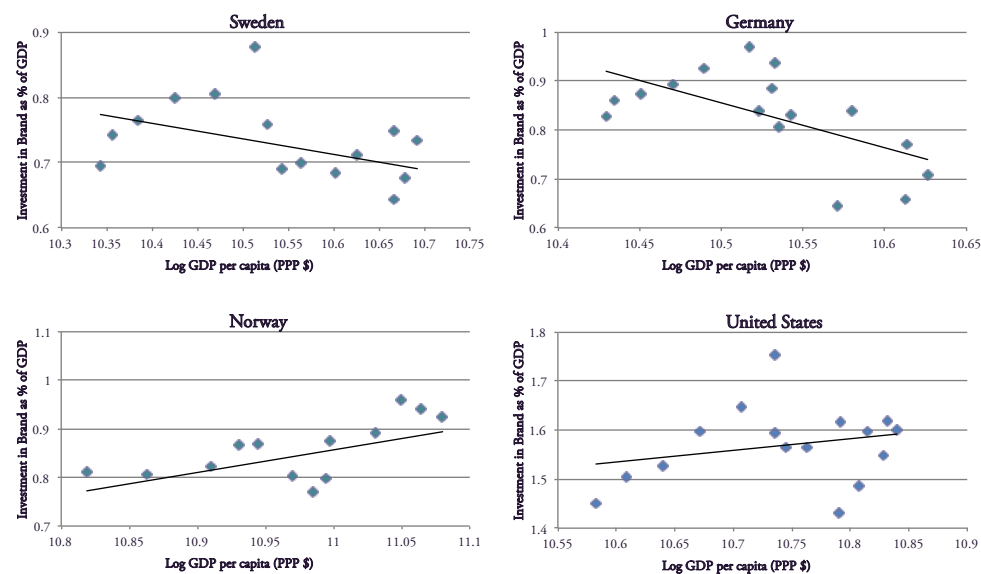 Sweden
Investment in Brand as % of GDP
0.9
0.8
0.7
0.6
10.3 10.35 10.4 10.45 10.5 10.55 10.6 10.65 10.7 10.75
Log GDP per capita (PPP $)
Germany
Investment in Brand as % of GDP
1
0.9
0.8
0.7
0.6
10.4 10.45 10.5 10.55 10.6 10.65
Log GDP per capita (PPP $)
Norway
Investment in Brand as % of GDP
1.1
1
0.9
0.8
0.7
10.8 10.85 10.9 10.95 11 11.05 11.1
Log GDP per capita (PPP $)
United States
Investment in Brand as % of GDP
1.8
1.7
1.6
1.5
1.4
10.55 10.6 10.65 10.7 10.75 10.8 10.85 10.9
Log GDP per capita (PPP $)